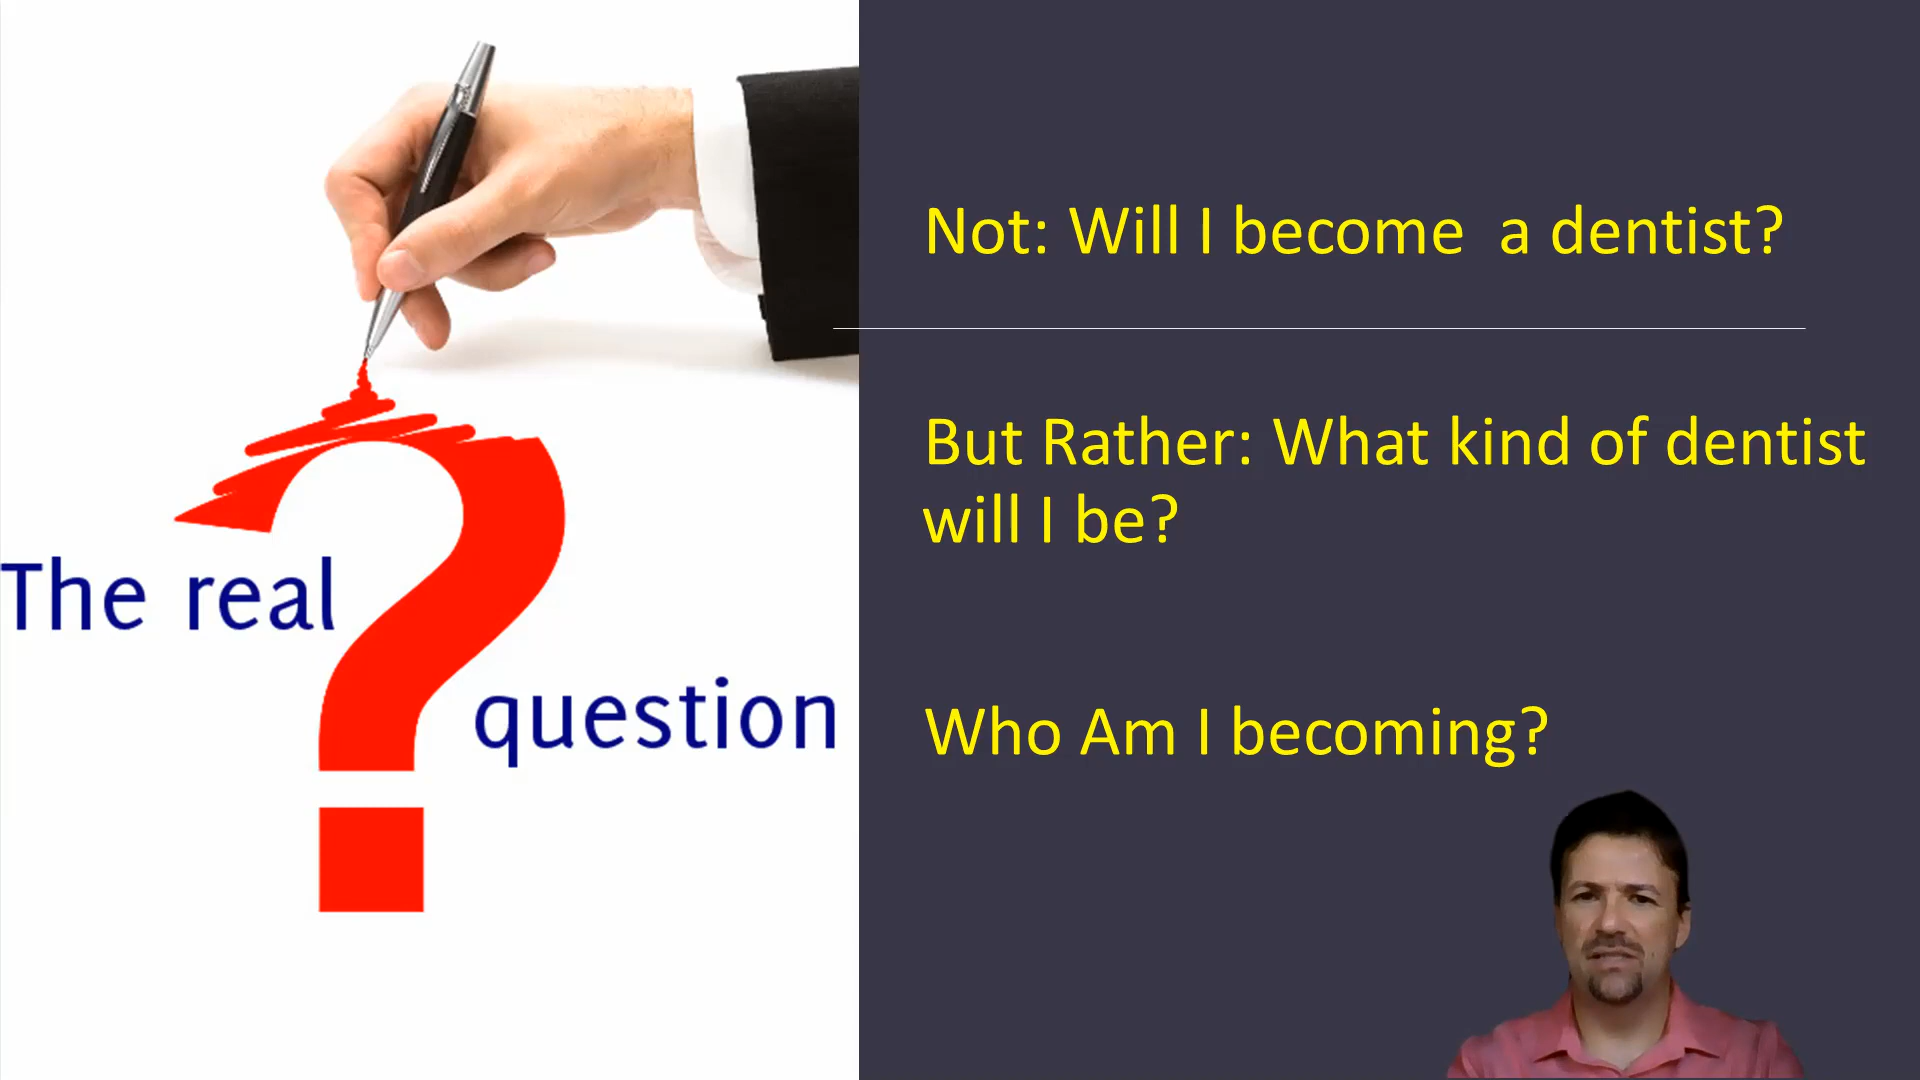 The real
question
Not: Will I become  a dentist?
But Rather: What kind of dentist
will I be?
Who Am I becoming?